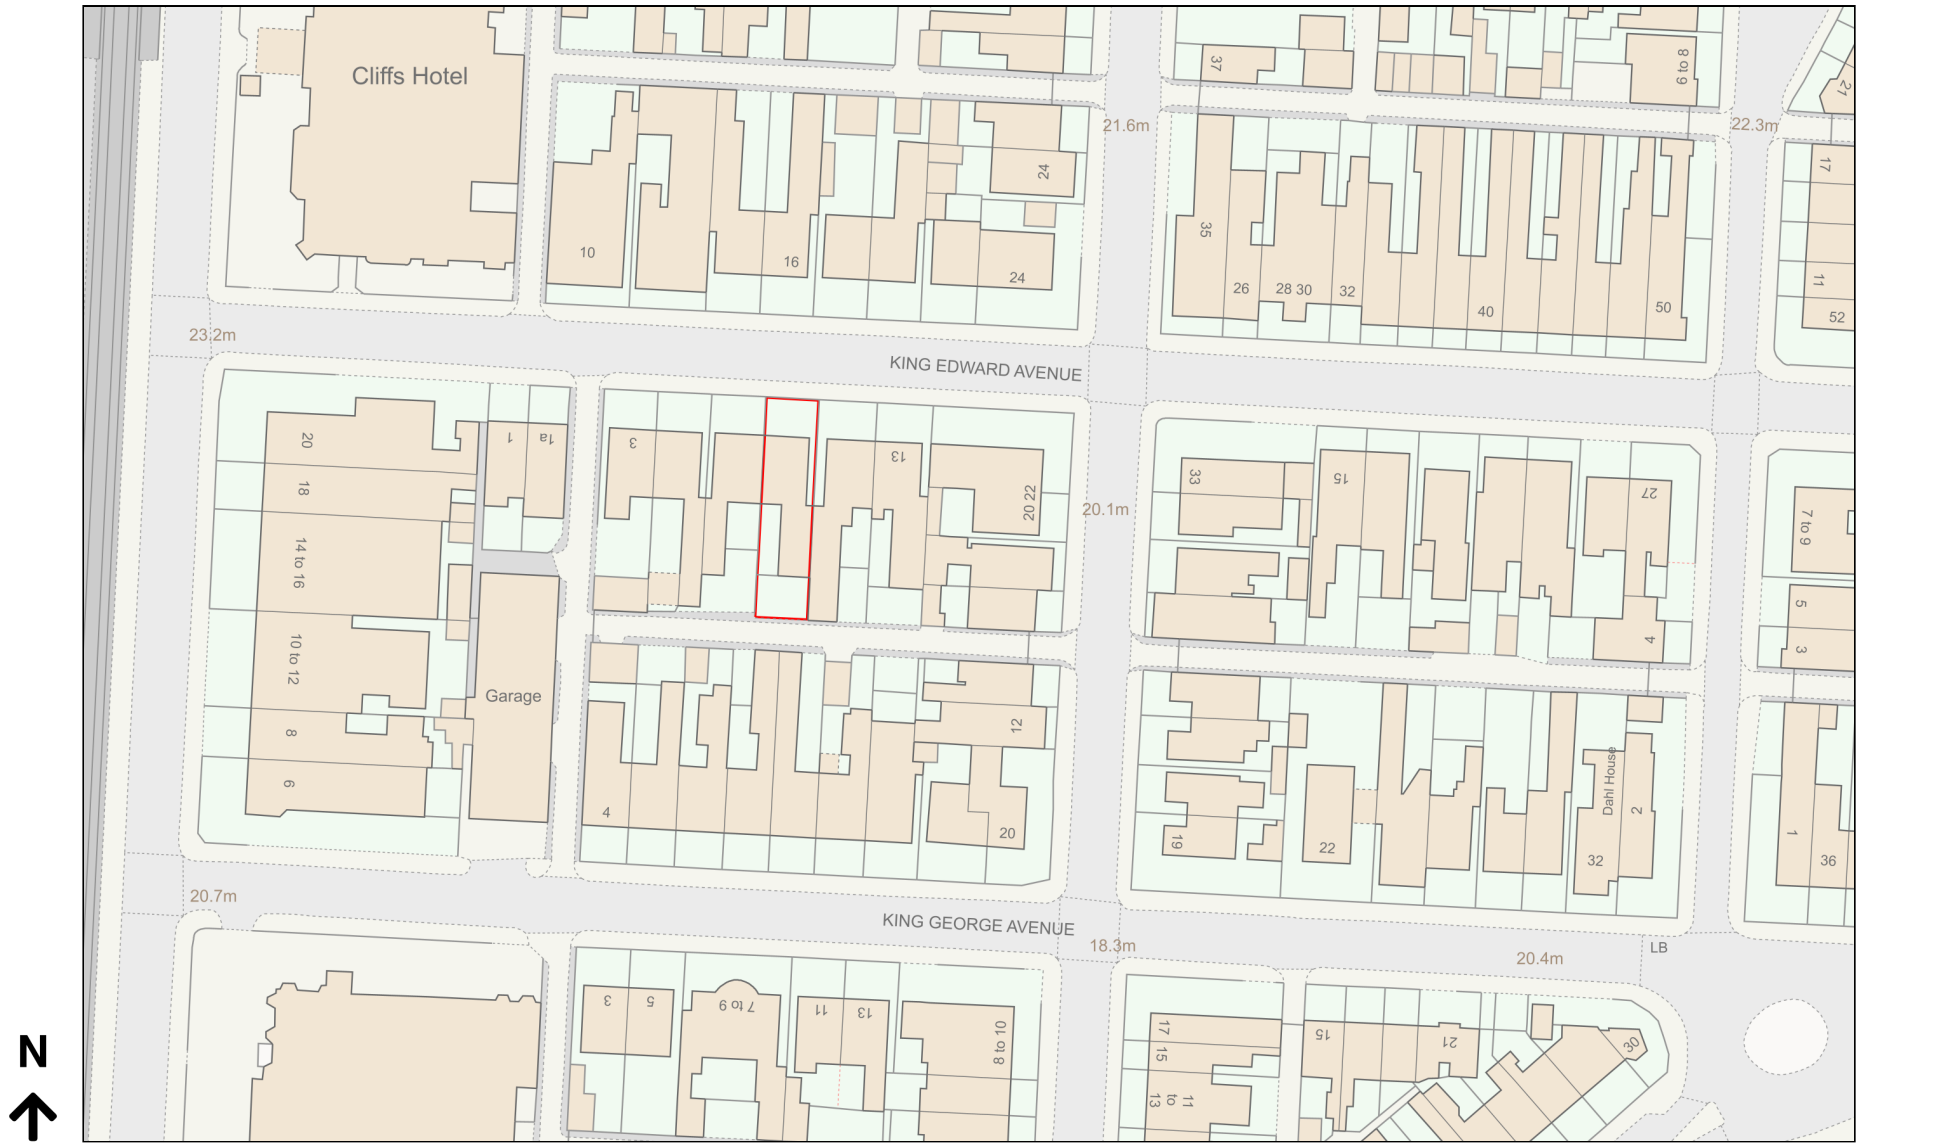 Cliffs Hotel
37
8 to 9
27
21.6m
22.3m
17
24
35
10
16
24
26
28 30
32
40
50
11
52
23.2m
KING EDWARD AVENUE
20
1
1a
3
13
20 22
33
15
27
18
20.1m
7 to 9
14 to 16
5
4
3
10 to 12
Garage
12
8
6
4
20
19
22
Dahl House
2
32
1
36
20.7m
KING GEORGE AVENUE
18.3m
20.4m
LB
3
5
7 to 9
11
13
10 to 8
17
15
15
21
30
13
11
to
N